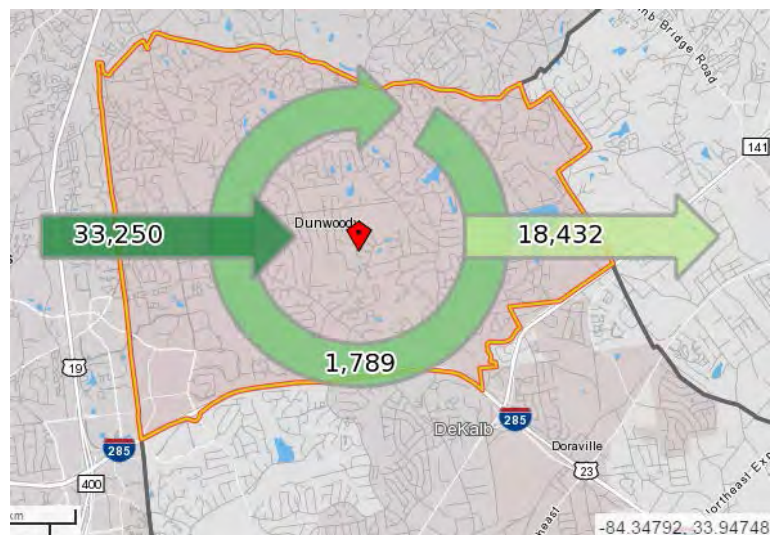 Bridge Road
141
33,250
Dunwoody
18,432
1,789
19
285
DeKalb
285
Doraville
23
400
km
-84.34792, 33.94748